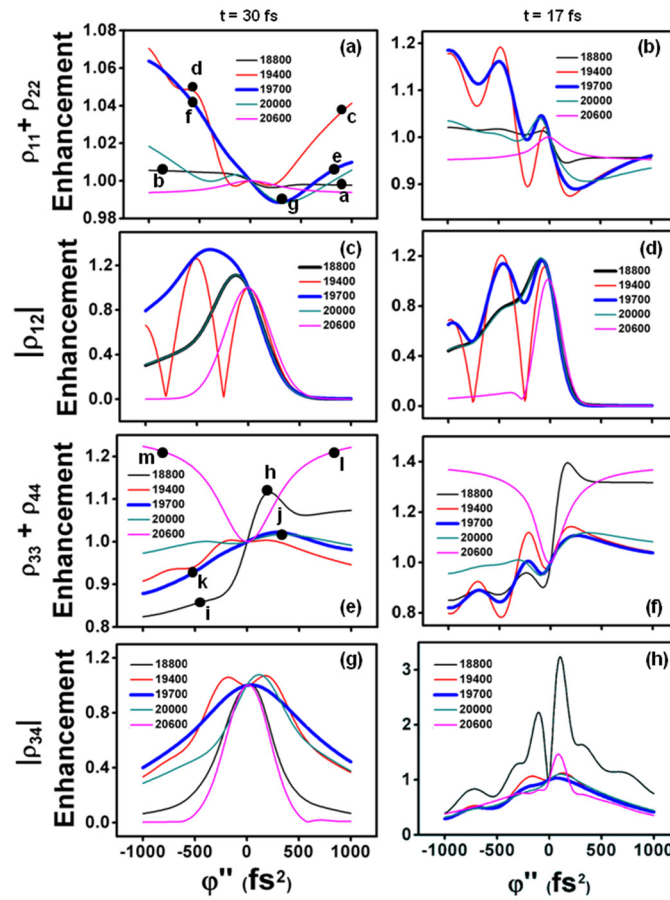 t = 30 fs
t = 17 fs
ρ11+ ρ22
Enhancement
1.08
1.06
1.04
1.02
1.00
0.98
18800
19400
19700
20000
20600
(a)
d
f
c
b
e
a
g
1.2
1.1
1.0
0.9
18800
19400
19700
20000
20600
(b)
|ρ12|
Enhancement
1.2
0.8
0.4
0.0
18800
19400
19700
20000
20600
(c)
1.2
0.8
0.4
0.0
18800
19400
19700
20000
20600
(d)
ρ33 + ρ44
Enhancement
1.2
1.1
1.0
0.9
0.8
18800
19400
19700
20000
20600
m
h
l
j
k
i
(e)
1.4
1.2
1.0
0.8
18800
19400
19700
20000
20600
(f)
|ρ34|
Enhancement
1.2
0.8
0.4
0.0
18800
19400
19700
20000
20600
(g)
3
2
1
0
18800
19400
19700
20000
20600
(h)
-1000 -500 0 500 1000
-1000 -500 0 500 1000
φ" (fs²)
φ" (fs²)